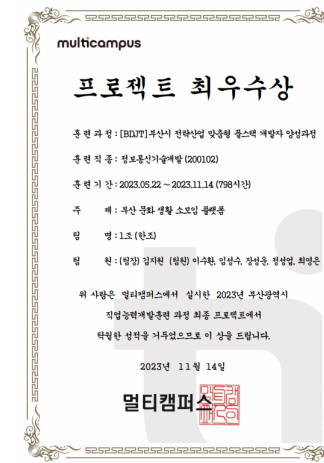 multicampus
프로젝트 최우수상
훈 련 과 정 : [BDJT]부산시 전략산업 맞춤형 풀스택 개발자 양성과정
훈 련 직 종 : 정보통신기술개발 (200102)
훈 련 기 간 : 2023.05.22 ~ 2023.11.14 (798시간)
주 제 : 부산 문화 생활 소모임 플랫폼
팀 명 : 1조 (한조)
팀 원 : (팀장) 김지원 (팀원) 이수환, 임성수, 장성웅, 정성엽, 최명은
위 사람은 멀티캠퍼스에서 실시한 2023년 부산광역시
직업능력개발훈련 과정 최종 프로젝트에서
탁월한 성적을 거두었으므로 이 상을 드립니다.
2023년 11월 14일
멀티캠퍼스